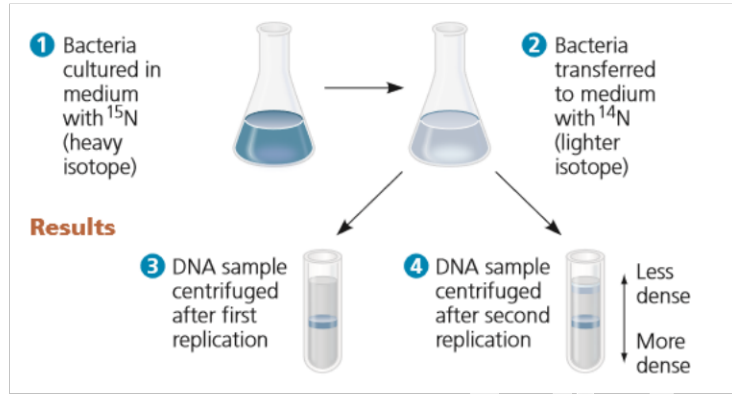 1 Bacteria
cultured in
medium
with ¹⁵N
(heavy
isotope)
2 Bacteria
transferred
to medium
with ¹⁴N
(lighter
isotope)
Results
3 DNA sample
centrifuged
after first
replication
4 DNA sample
centrifuged
after second
replication
Less
dense
More
dense